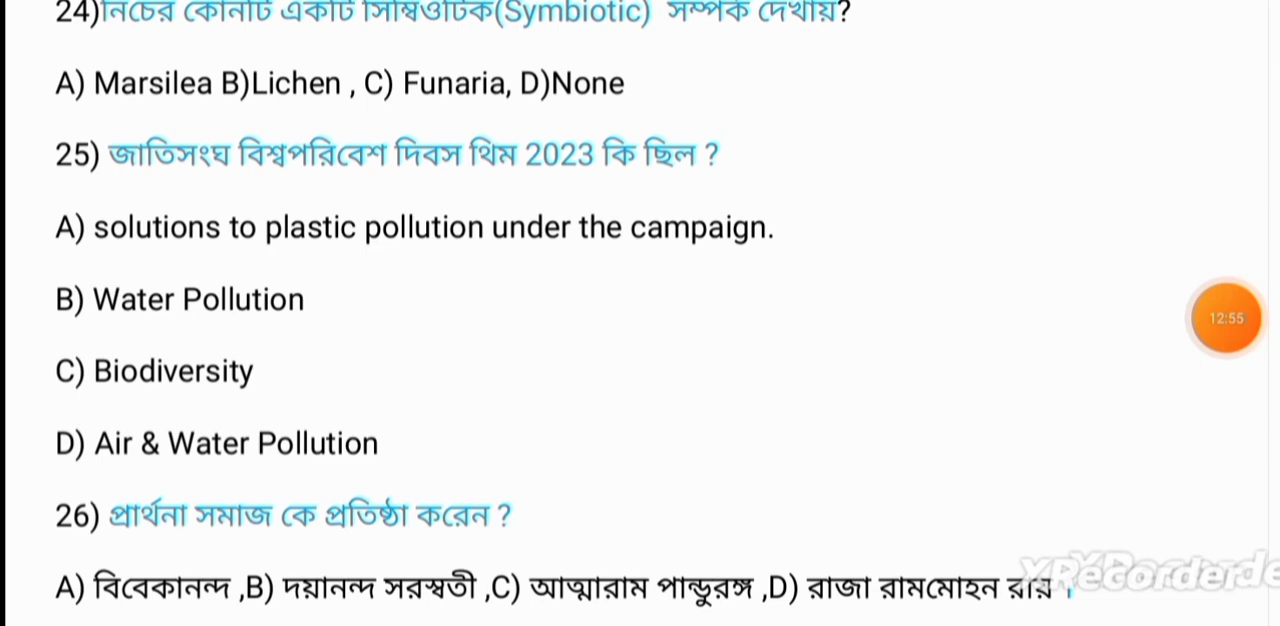 24)নিচের কোনটি একটি সিম্বিওটিক(Symbiotic) সম্পর্ক দেখায়?
A) Marsilea B)Lichen , C) Funaria, D)None
25) জাতিসংঘ বিশ্বপরিবেশ দিবস থিম 2023 কি ছিল ?
A) solutions to plastic pollution under the campaign.
B) Water Pollution
12:55
C) Biodiversity
D) Air & Water Pollution
26) প্রার্থনা সমাজ কে প্রতিষ্ঠা করেন ?
A) বিবেকানন্দ ,B) দয়ানন্দ সরস্বতী ,C) আত্মারাম পান্ডুরঙ্গ ,D) রাজা রামমোহন রায় ।